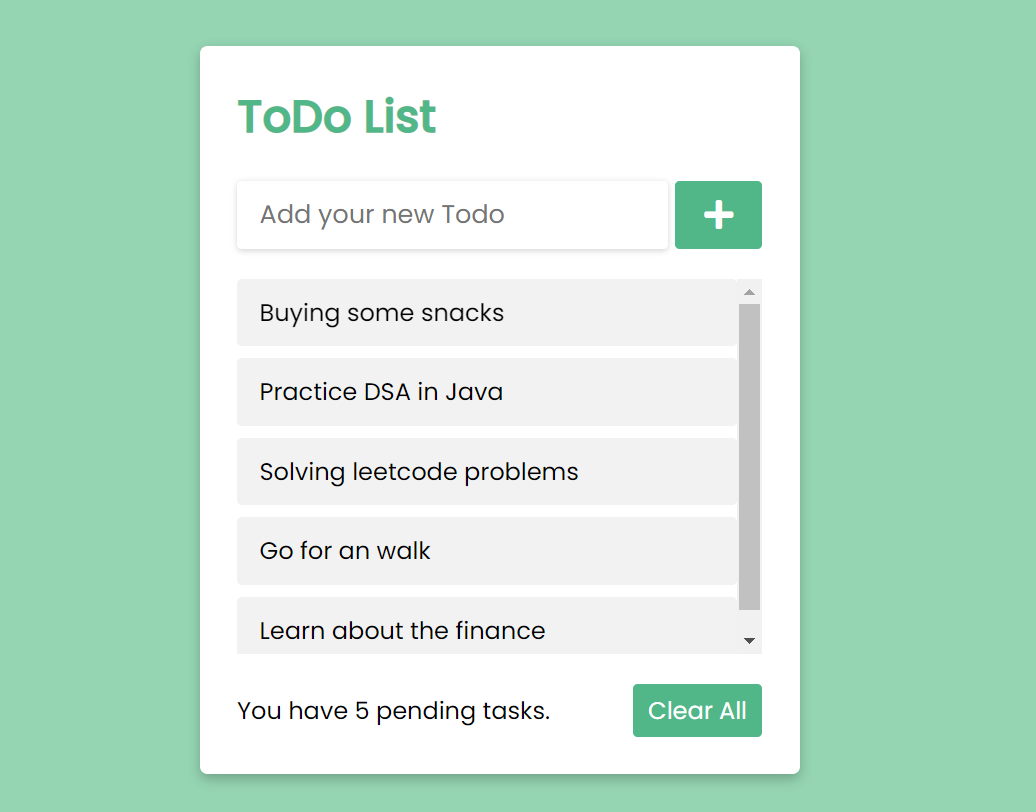 ToDo List
Add your new Todo
Buying some snacks
Practice DSA in Java
Solving leetcode problems
Go for an walk
Learn about the finance
You have 5 pending tasks.
Clear All